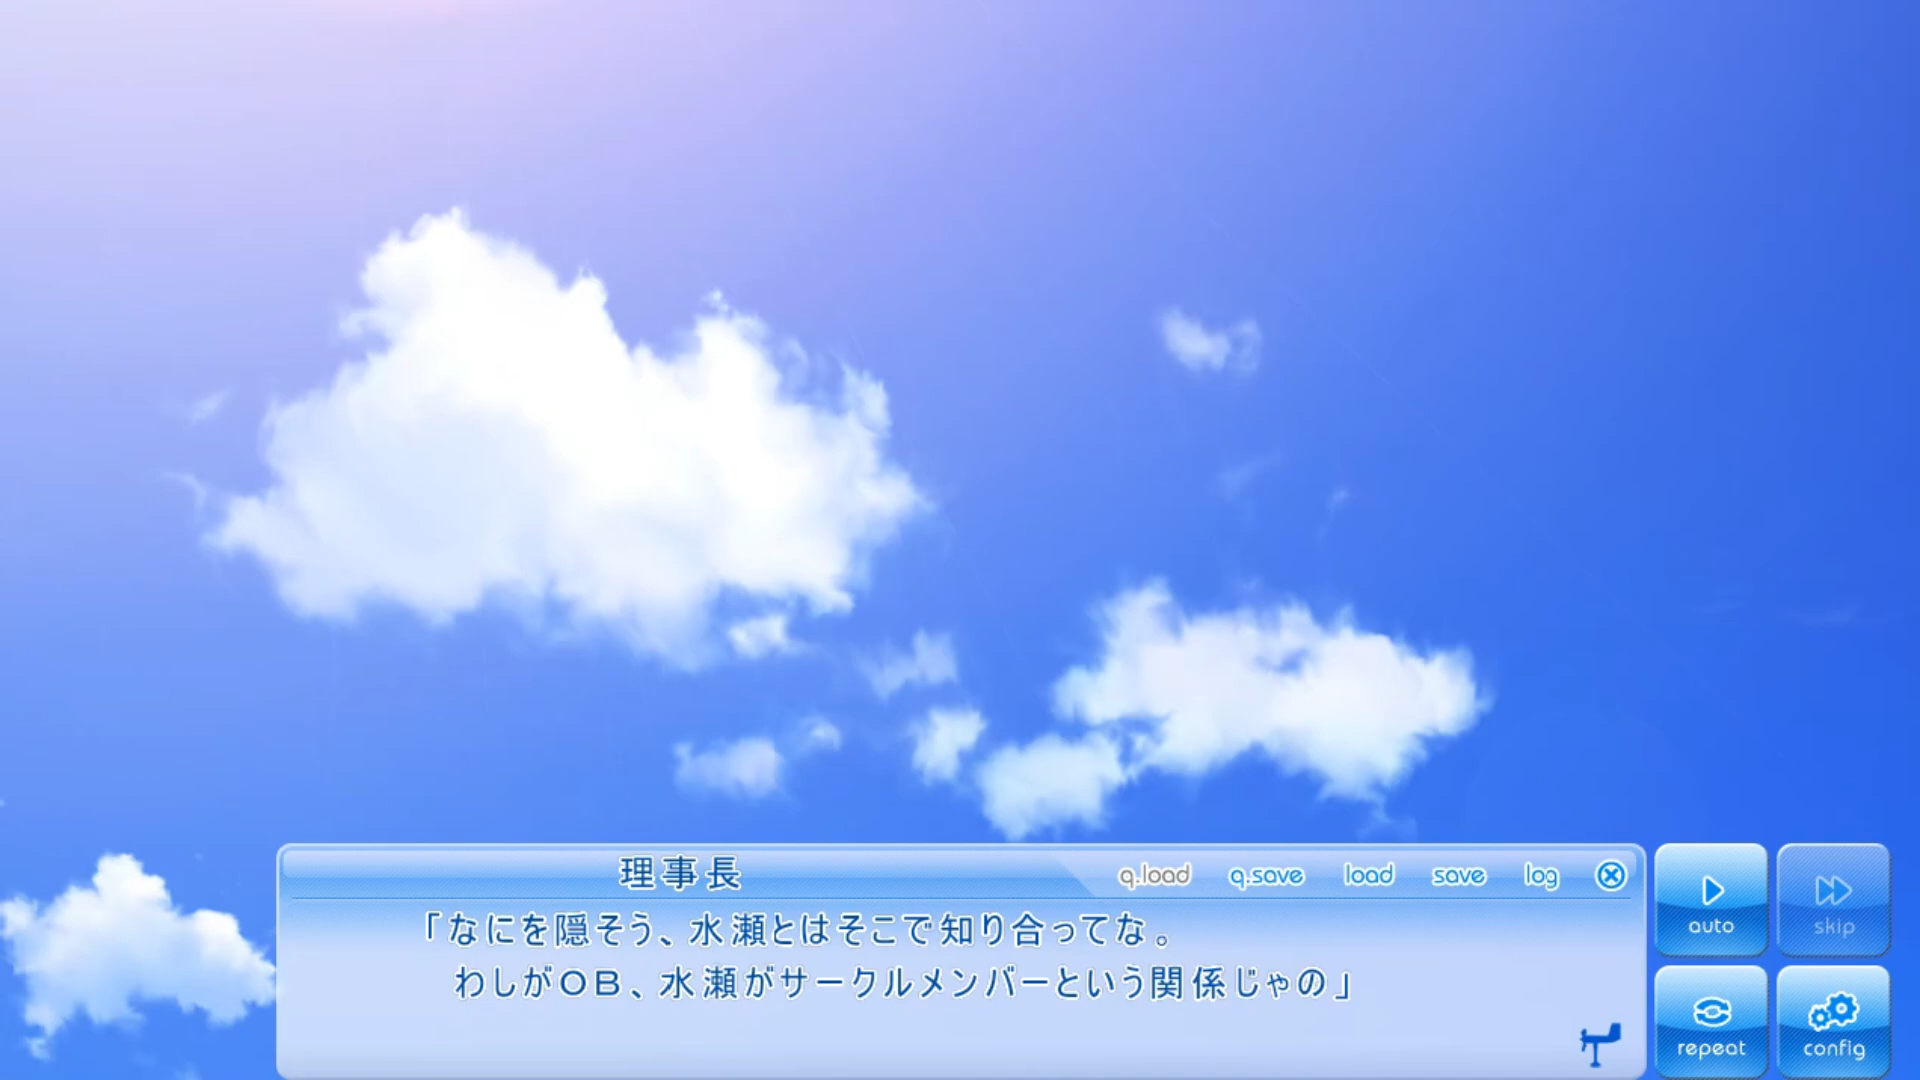 理事長
q.load q.save load save log
「なにを隠そう、水瀬とはそこで知り合ってな。
わしがＯＢ、水瀬がサークルメンバーという関係じゃの」
auto skip
repeat config